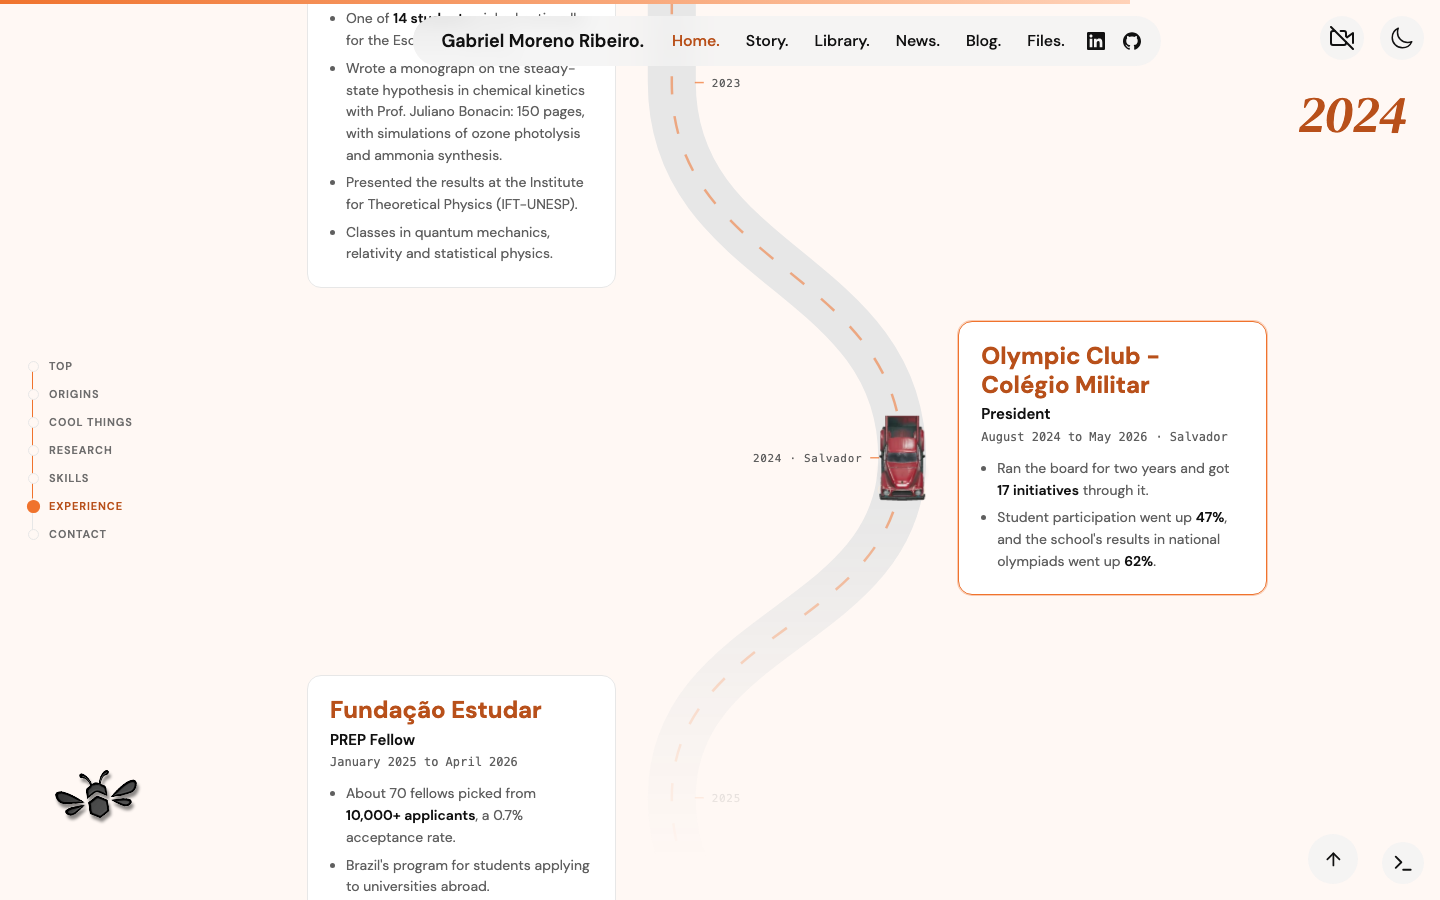 Gabriel Moreno Ribeiro.
Home.
Story.
Library.
News.
Blog.
Files.
One of 14
for the
Wrote a monograph on the steady-
state hypothesis in chemical kinetics
with Prof. Juliano Bonacin: 150 pages,
with simulations of ozone photolysis
and ammonia synthesis.
Presented the results at the Institute
for Theoretical Physics (IFT-UNESP).
Classes in quantum mechanics,
relativity and statistical physics.
2023
2024
TOP
ORIGINS
COOL THINGS
RESEARCH
SKILLS
EXPERIENCE
CONTACT
2024 · Salvador
Olympic Club -
Colégio Militar
President
August 2024 to May 2026 · Salvador
Ran the board for two years and got
17 initiatives through it.
Student participation went up 47%,
and the school's results in national
olympiads went up 62%.
Fundação Estudar
PREP Fellow
January 2025 to April 2026
About 70 fellows picked from
10,000+ applicants, a 0.7%
acceptance rate.
Brazil's program for students applying
to universities abroad.
2025